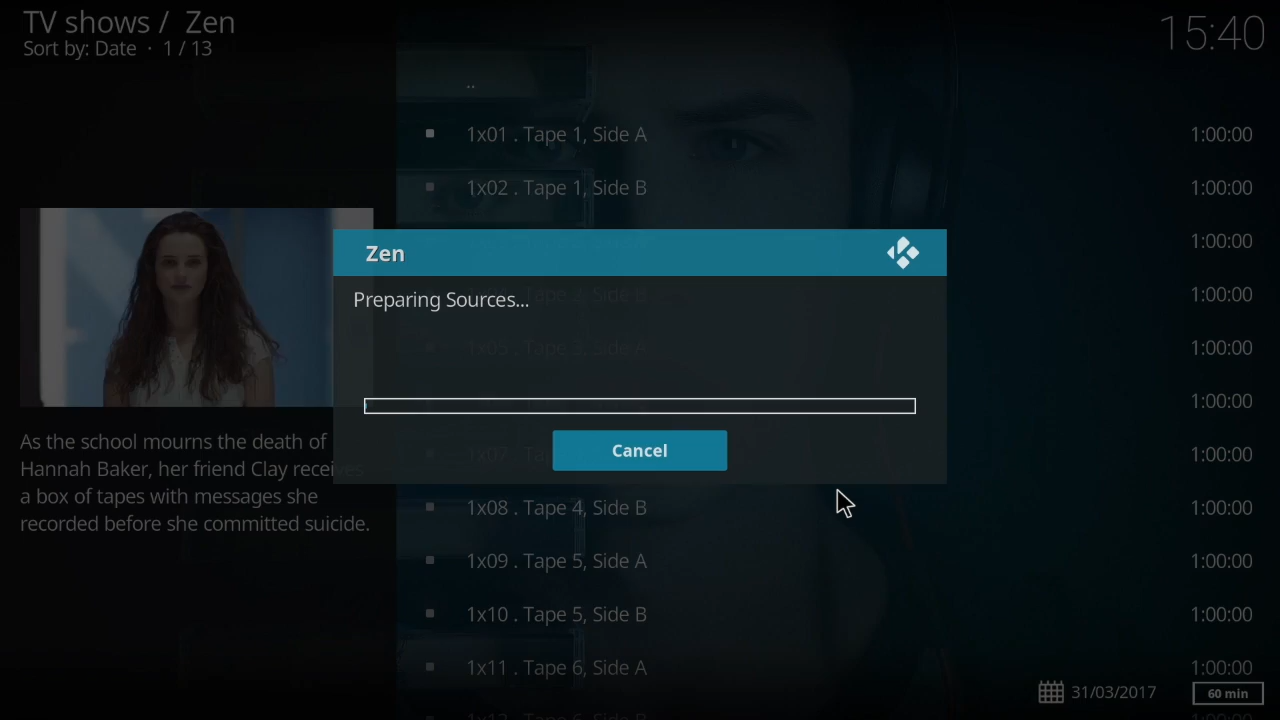 TV shows / Zen
Sort by: Date · 1 / 13
15:40
..
1x01 . Tape 1, Side A 1:00:00
1x02 . Tape 1, Side B 1:00:00
1:00:00
1:00:00
1:00:00
1:00:00
1:00:00
Zen
Preparing Sources...
Cancel
As the school mourns the death of
Hannah Baker, her friend Clay receives
a box of tapes with messages she
recorded before she committed suicide.
1x08 . Tape 4, Side B 1:00:00
1x09 . Tape 5, Side A 1:00:00
1x10 . Tape 5, Side B 1:00:00
1x11 . Tape 6, Side A 1:00:00
31/03/2017
60 min